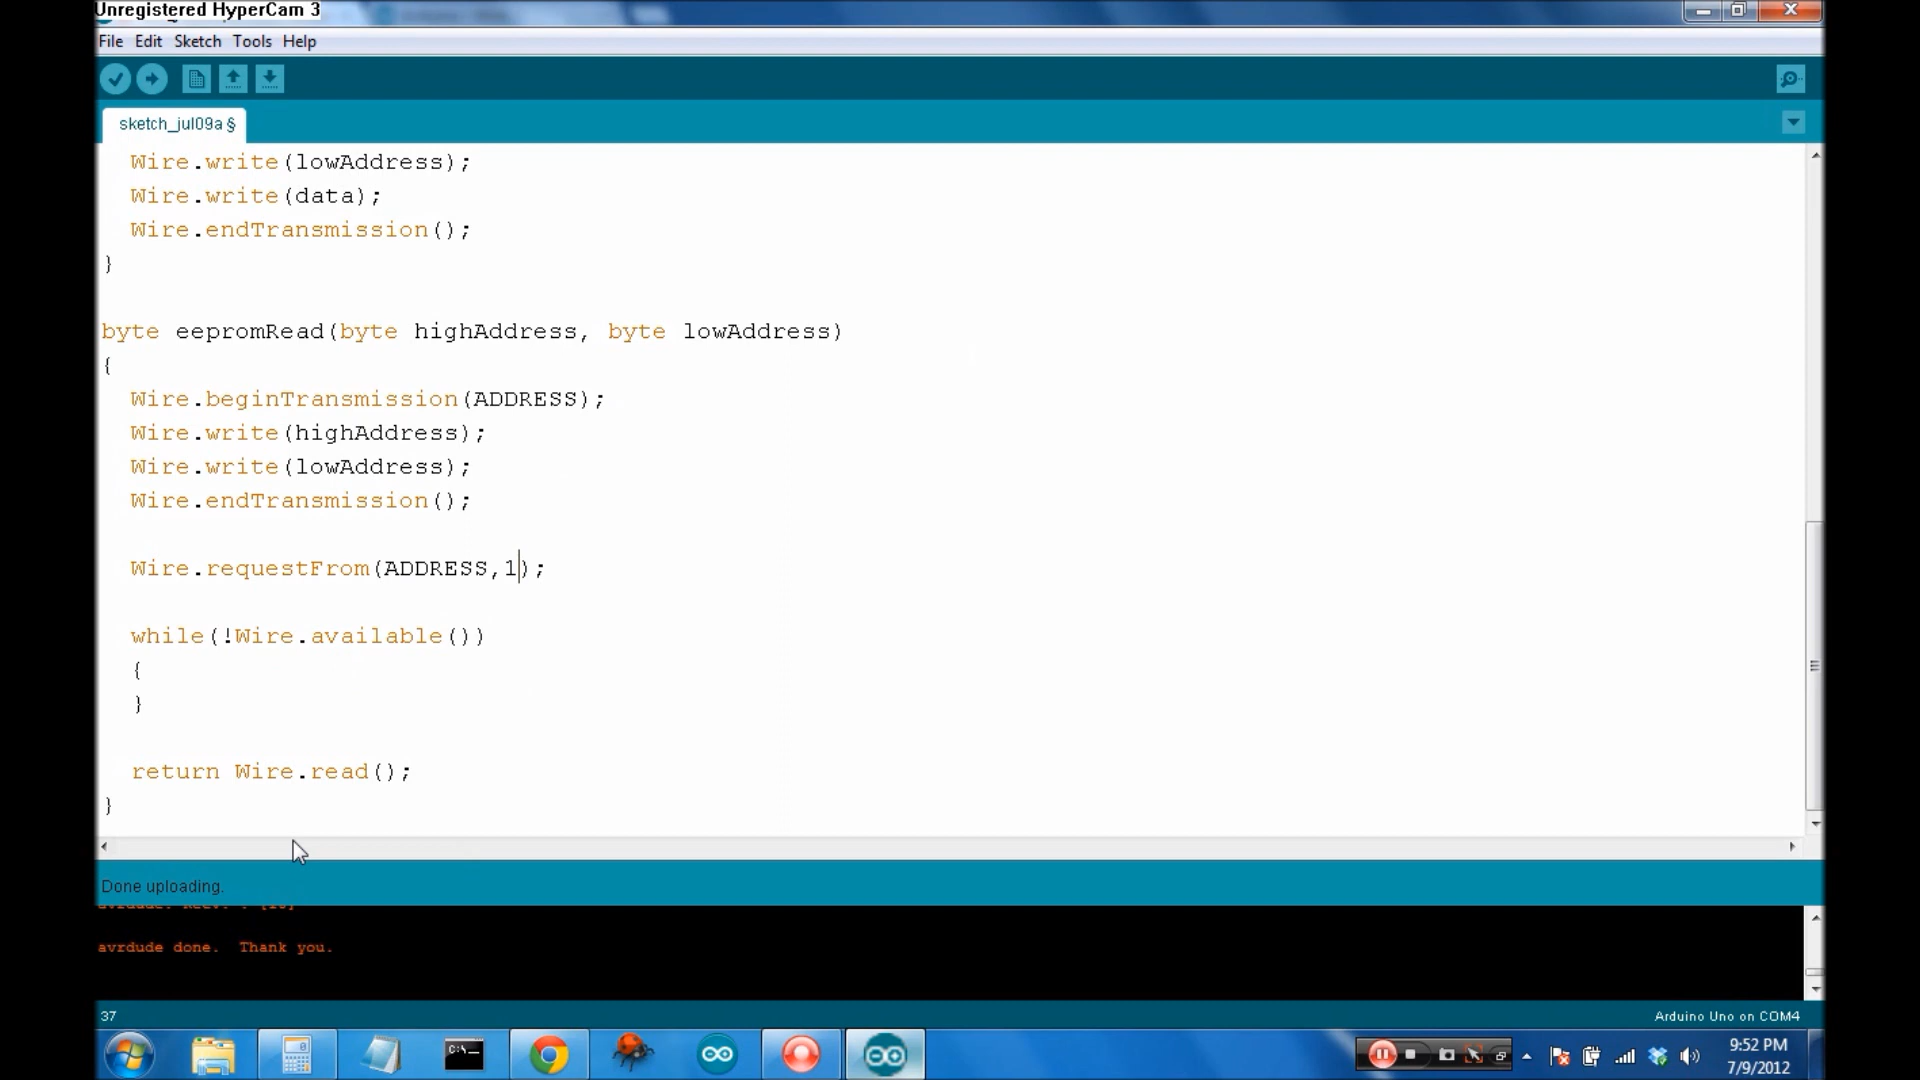 Unregistered HyperCam 3
File Edit Sketch Tools Help
sketch_jul09a §
Wire.write(lowAddress);
Wire.write(data);
Wire.endTransmission();
}
byte eepromRead(byte highAddress, byte lowAddress)
{
Wire.beginTransmission(ADDRESS);
Wire.write(highAddress);
Wire.write(lowAddress);
Wire.endTransmission();
Wire.requestFrom(ADDRESS,1);
while(!Wire.available())
{
}
return Wire.read();
}
Done uploading.
avrdude done. Thank you.
37
Arduino Uno on COM4
C:\
9:52 PM
7/9/2012